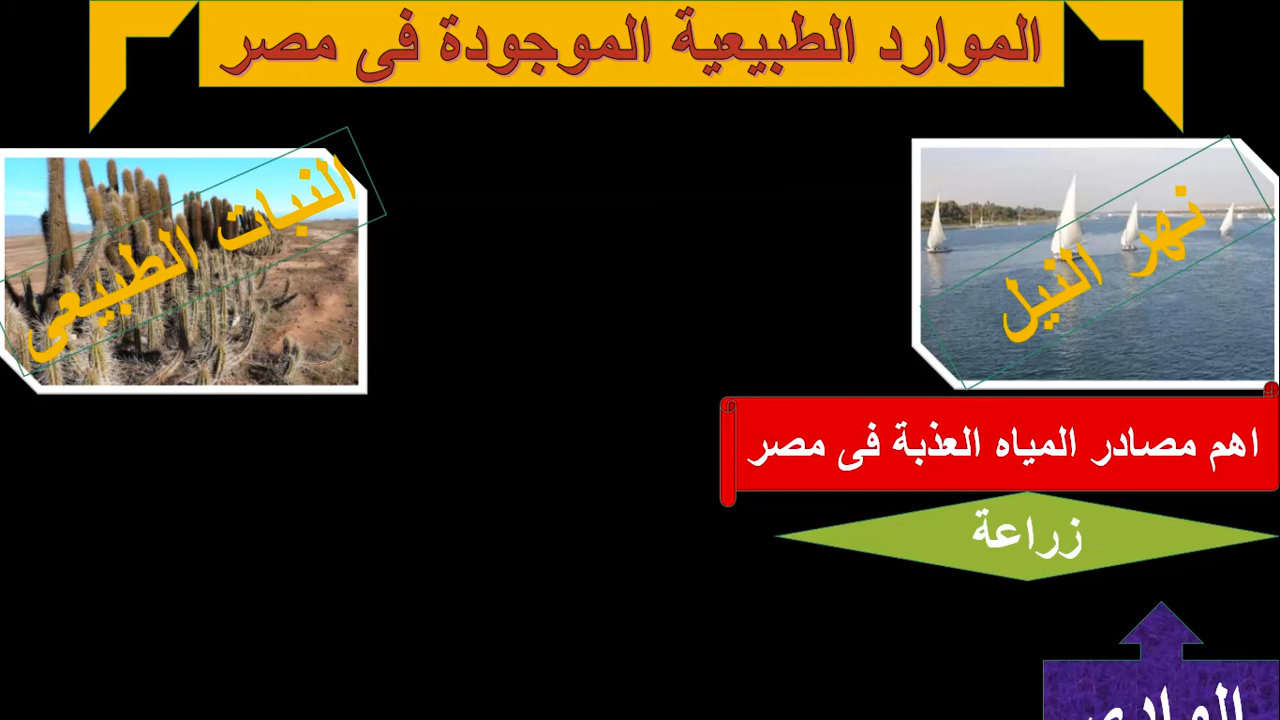 الموارد الطبيعية الموجودة فى مصر
نهر النيل
النبات الطبيعى
اهم مصادر المياه العذبة فى مصر
زراعة